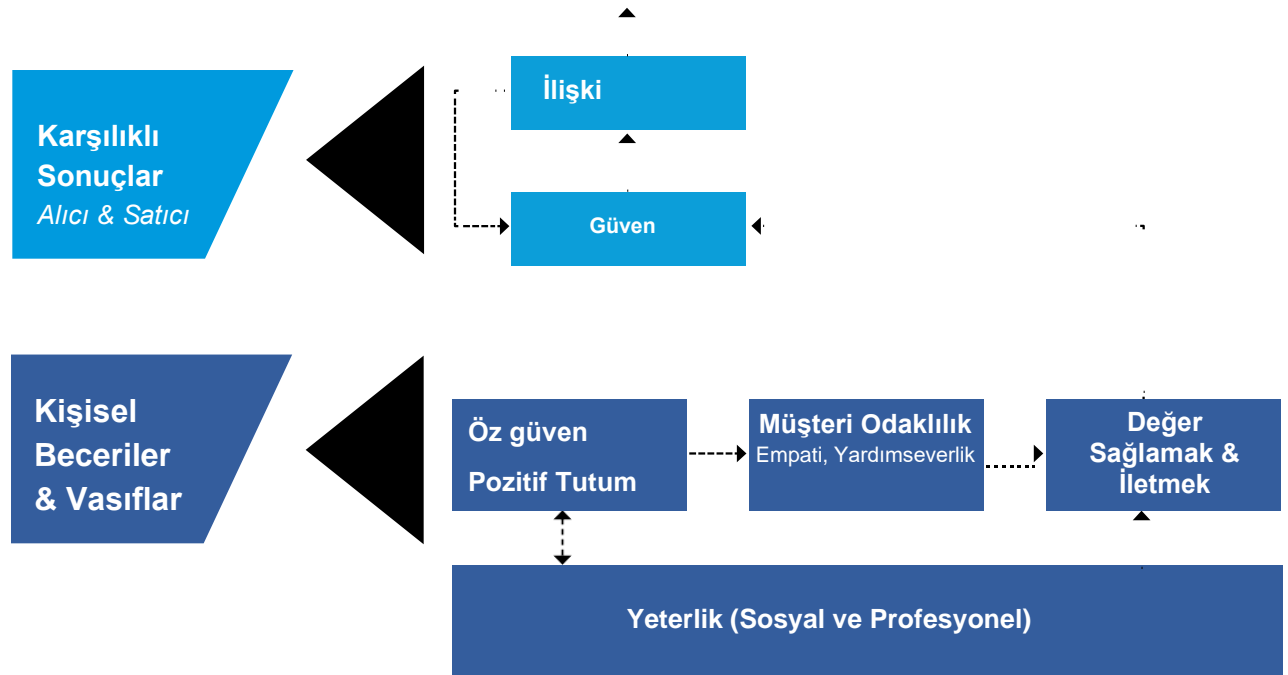 İlişki
Karşılıklı
Sonuçlar
Alıcı & Satıcı
Güven
Kişisel
Beceriler
& Vasıflar
Öz güven
Pozitif Tutum
Müşteri Odaklılık
Empati, Yardımseverlik
Değer
Sağlamak &
İletmek
Yeterlik (Sosyal ve Profesyonel)